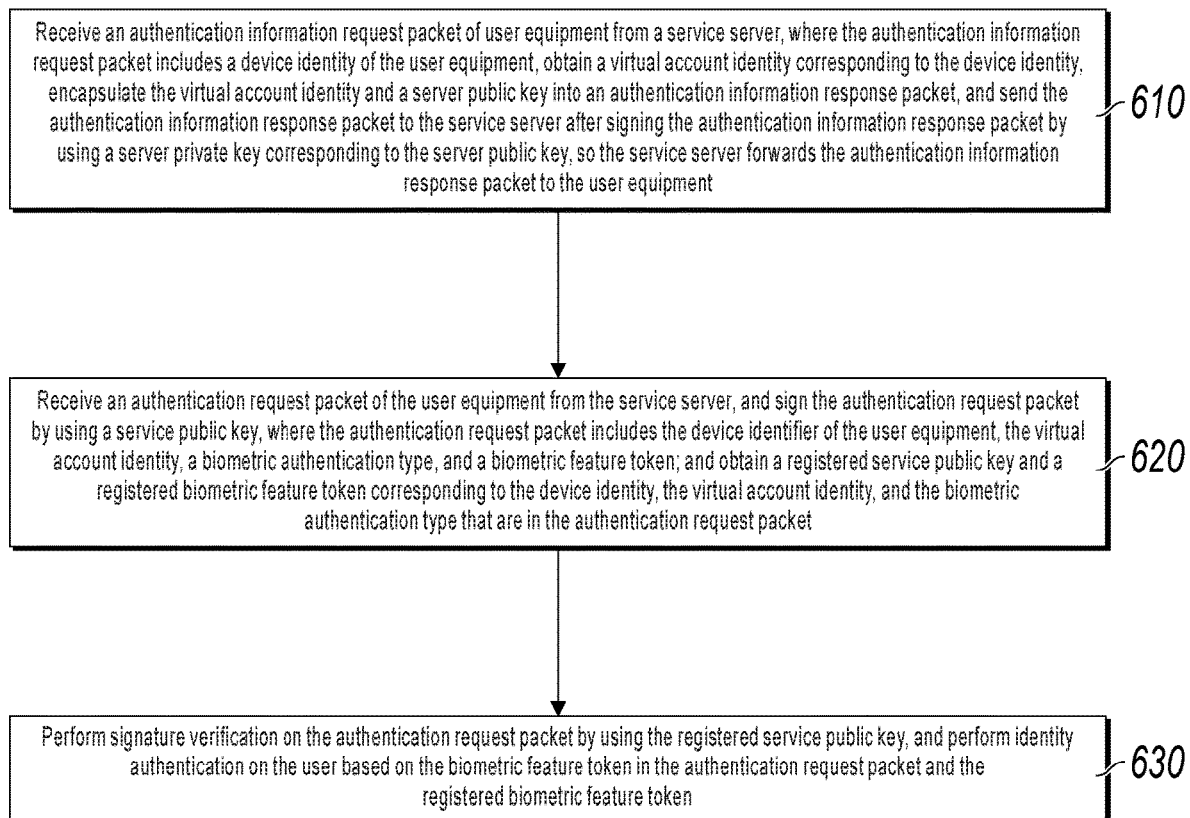 Receive an authentication information request packet of user equipment from a service server, where the authentication information
request packet includes a device identity of the user equipment, obtain a virtual account identity corresponding to the device identity,
encapsulate the virtual account identity and a server public key into an authentication information response packet, and send the
authentication information response packet to the service server after signing the authentication information response packet by
using a server private key corresponding to the server public key, so the service server forwards the authentication information
response packet to the user equipment
610
Receive an authentication request packet of the user equipment from the service server, and sign the authentication request packet
by using a service public key, where the authentication request packet includes the device identifier of the user equipment, the virtual
account identity, a biometric authentication type, and a biometric feature token; and obtain a registered service public key and a
registered biometric feature token corresponding to the device identity, the virtual account identity, and the biometric
authentication type that are in the authentication request packet
620
Perform signature verification on the authentication request packet by using the registered service public key, and perform identity
authentication on the user based on the biometric feature token in the authentication request packet and the
registered biometric feature token
630